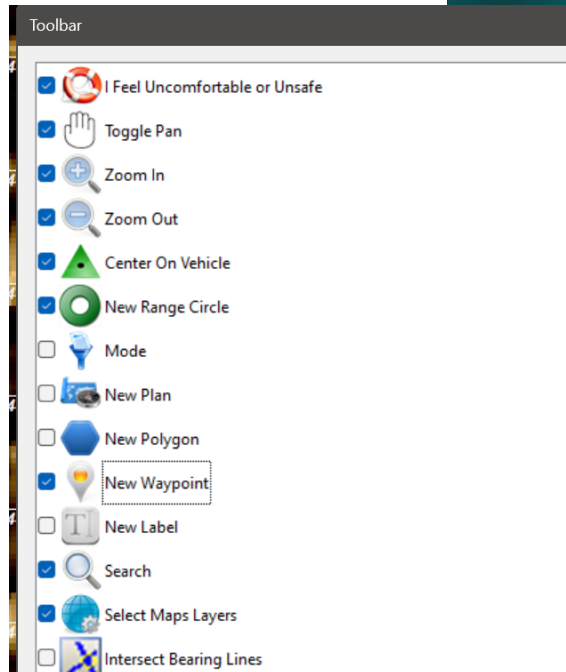 Toolbar
I Feel Uncomfortable or Unsafe
Toggle Pan
Zoom In
Zoom Out
Center On Vehicle
New Range Circle
Mode
New Plan
New Polygon
New Waypoint
New Label
Search
Select Maps Layers
Intersect Bearing Lines